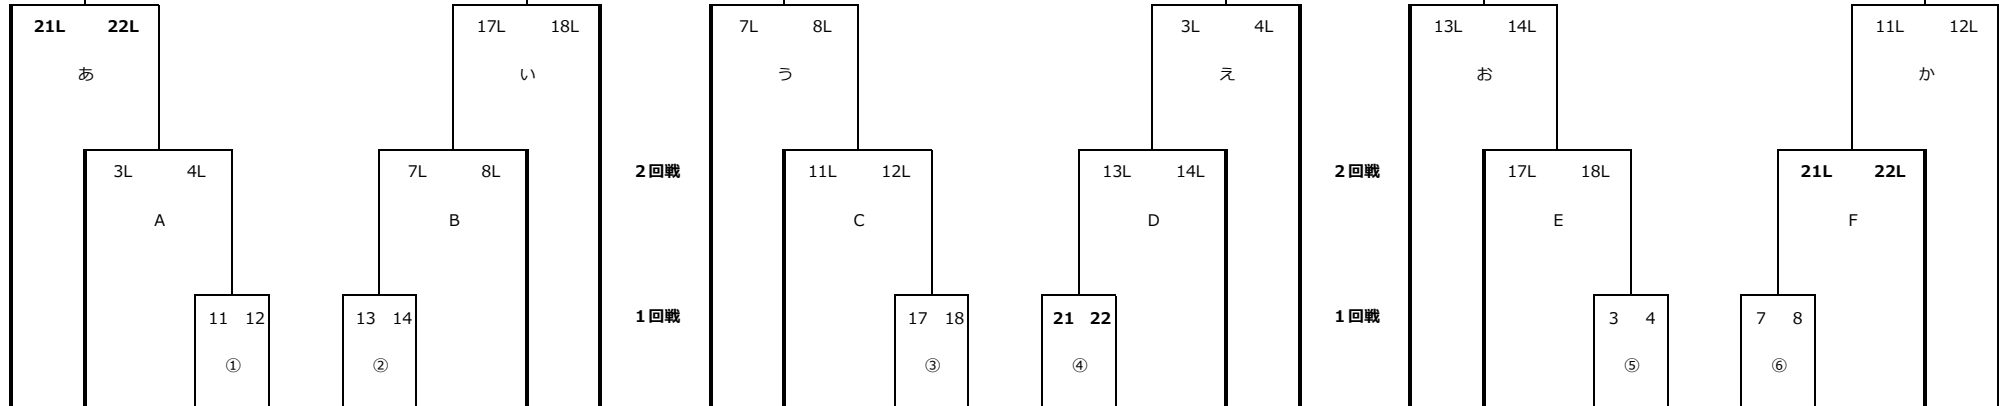 21L 22L 17L 18L 7L 8L 3L 4L 13L 14L 11L 12L
あ い う え お か
3L 4L 7L 8L 2回戦 11L 12L 13L 14L 2回戦 17L 18L 21L 22L
A B C D E F
11 12 13 14 1回戦 17 18 21 22 1回戦 3 4 7 8
① ② ③ ④ ⑤ ⑥